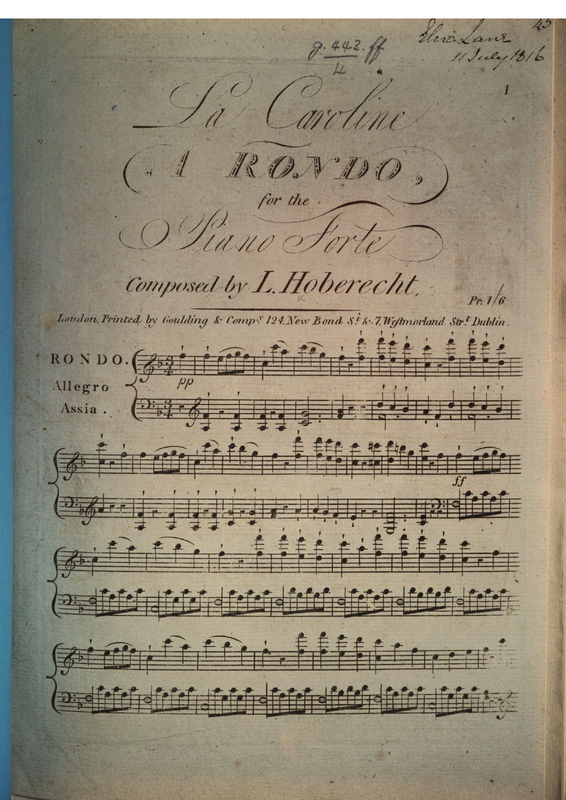 45
g. 442. ff
4
Eliza Lane
11 July 1816
1
La Caroline
A RONDO,
for the
Piano Forte
Composed by L. Hoberecht.
Pr. 1/6
London, Printed by Goulding & Compy. 124, New Bond St. & 7, Westmorland Strt. Dublin.
RONDO.
Allegro
Assia.
pp
ff